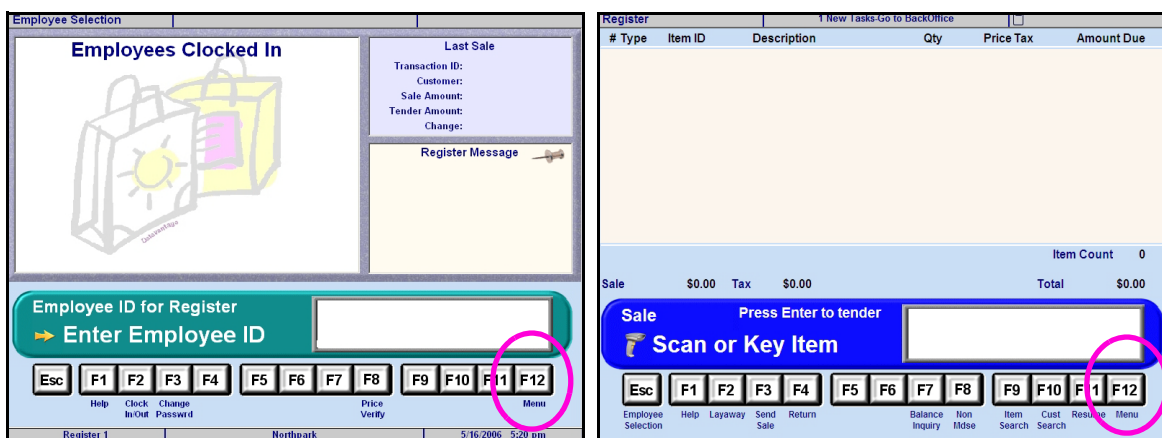 Employee Selection
Employees Clocked In
Last Sale
Transaction ID:
Customer:
Sale Amount:
Tender Amount:
Change:
Register Message
Employee ID for Register
Enter Employee ID
Esc F1 F2 F3 F4 F5 F6 F7 F8 F9 F10 F11 F12
Help Clock In/Out Change Passwrd Price Verify Menu
Register 1 Northpark 5/16/2006 5:20 pm
Register 1 New Tasks-Go to BackOffice
# Type Item ID Description Qty Price Tax Amount Due
Item Count 0
Sale $0.00 Tax $0.00 Total $0.00
Sale Press Enter to tender
Scan or Key Item
Esc F1 F2 F3 F4 F5 F6 F7 F8 F9 F10 F11 F12
Employee Selection Help Layaway Send Sale Return Balance Inquiry Non Mdse Item Search Cust Search Resume Menu